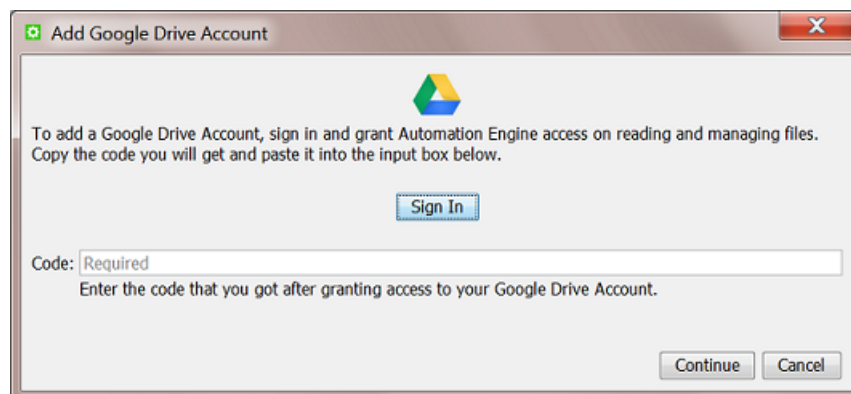 Add Google Drive Account
To add a Google Drive Account, sign in and grant Automation Engine access on reading and managing files.
Copy the code you will get and paste it into the input box below.
Sign In
Code: Required
Enter the code that you got after granting access to your Google Drive Account.
Continue Cancel